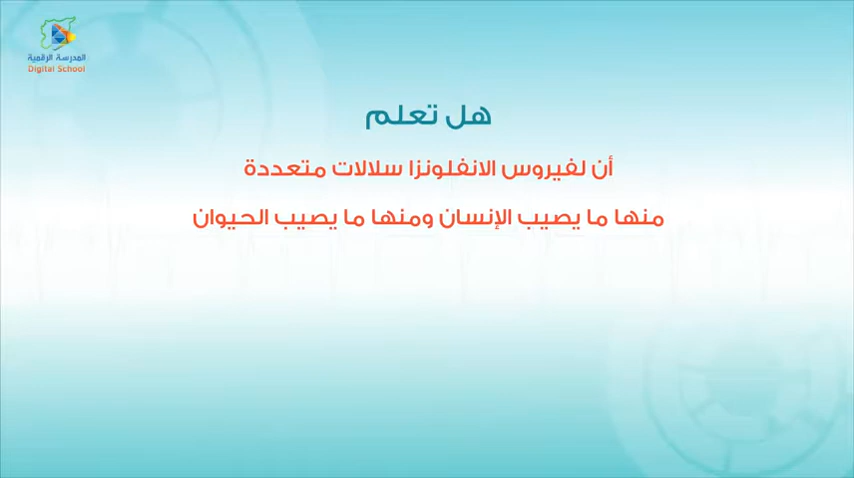 المدرسة الرقمية
Digital School
هل تعلم
أن لفيروس الانفلونزا سلالات متعددة
منها ما يصيب الإنسان ومنها ما يصيب الحيوان